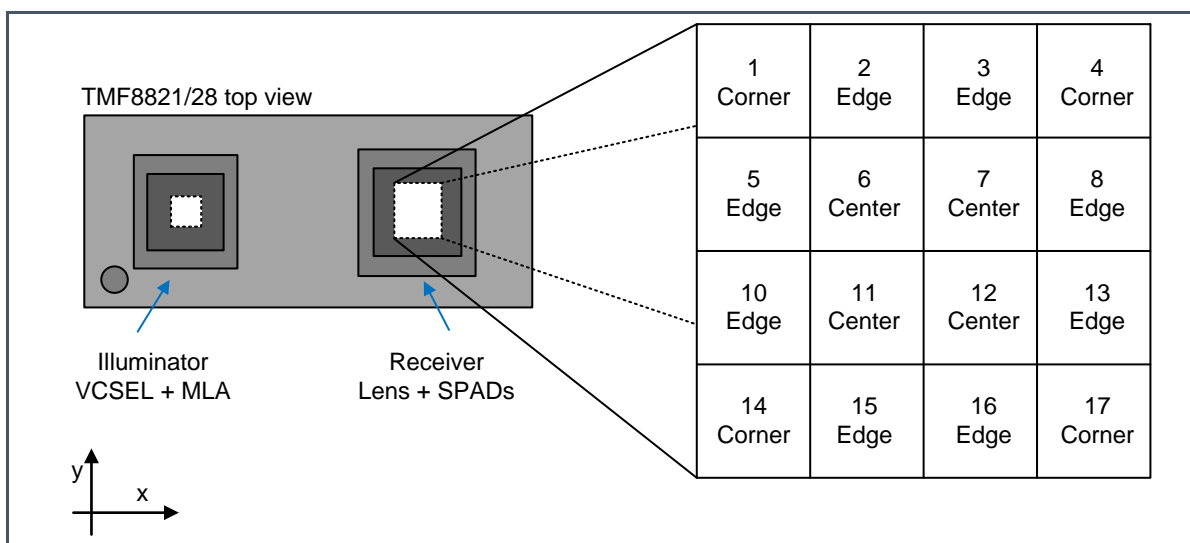 TMF8821/28 top view
Illuminator
VCSEL + MLA
Receiver
Lens + SPADs
y
x
1
Corner
2
Edge
3
Edge
4
Corner
5
Edge
6
Center
7
Center
8
Edge
10
Edge
11
Center
12
Center
13
Edge
14
Corner
15
Edge
16
Edge
17
Corner